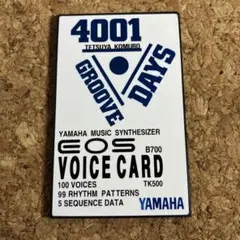 4001
TETSUYA KOMURO
GROOVE
DAYS
YAMAHA MUSIC SYNTHESIZER
EOS B700
VOICE CARD
100 VOICES TK500
99 RHYTHM PATTERNS
5 SEQUENCE DATA YAMAHA